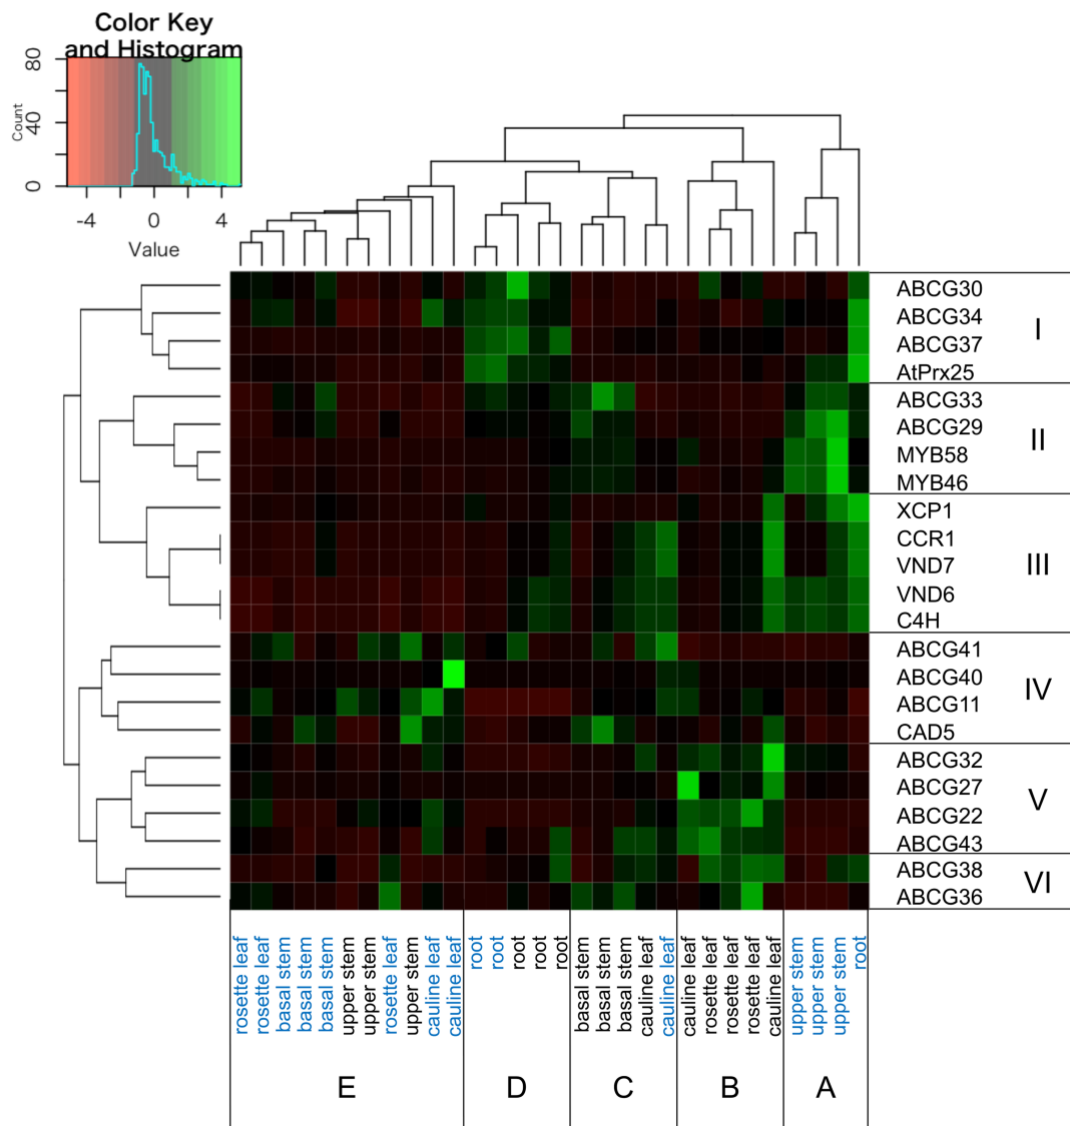 Color Key
and Histogram
Count
0
40
80
-4
0
4
Value
ABCG30
ABCG34
ABCG37
AtPrx25
I
ABCG33
ABCG29
MYB58
MYB46
II
XCP1
CCR1
VND7
VND6
C4H
III
ABCG41
ABCG40
ABCG11
CAD5
IV
ABCG32
ABCG27
ABCG22
ABCG43
V
ABCG38
ABCG36
VI
rosette leaf
rosette leaf
basal stem
basal stem
basal stem
upper stem
upper stem
rosette leaf
upper stem
cauline leaf
cauline leaf
root
root
root
root
root
basal stem
basal stem
basal stem
cauline leaf
cauline leaf
cauline leaf
rosette leaf
rosette leaf
rosette leaf
cauline leaf
upper stem
upper stem
upper stem
root
E
D
C
B
A